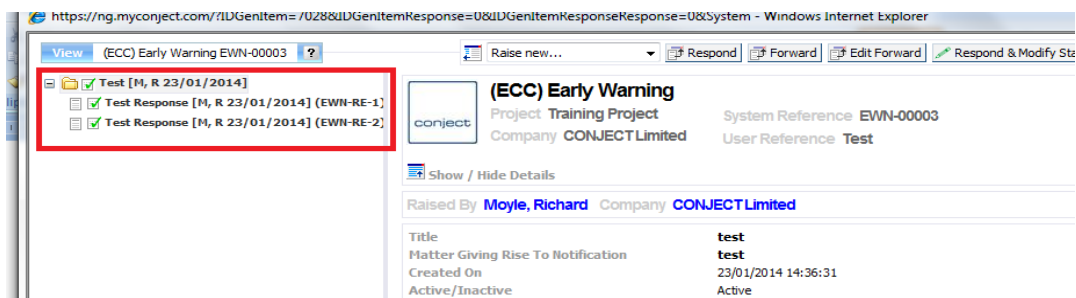 https://ng.myconject.com/?IDGenItem=7028&IDGenItemResponse=0&IDGenItemResponseResponse=0&System - Windows Internet Explorer
View (ECC) Early Warning EWN-00003 ? Raise new... Respond Forward Edit Forward Respond & Modify Sta
Test [M, R 23/01/2014]
Test Response [M, R 23/01/2014] (EWN-RE-1)
Test Response [M, R 23/01/2014] (EWN-RE-2)
conject
(ECC) Early Warning
Project Training Project System Reference EWN-00003
Company CONJECT Limited User Reference Test
Show / Hide Details
Raised By Moyle, Richard Company CONJECT Limited
Title test
Matter Giving Rise To Notification test
Created On 23/01/2014 14:36:31
Active/Inactive Active